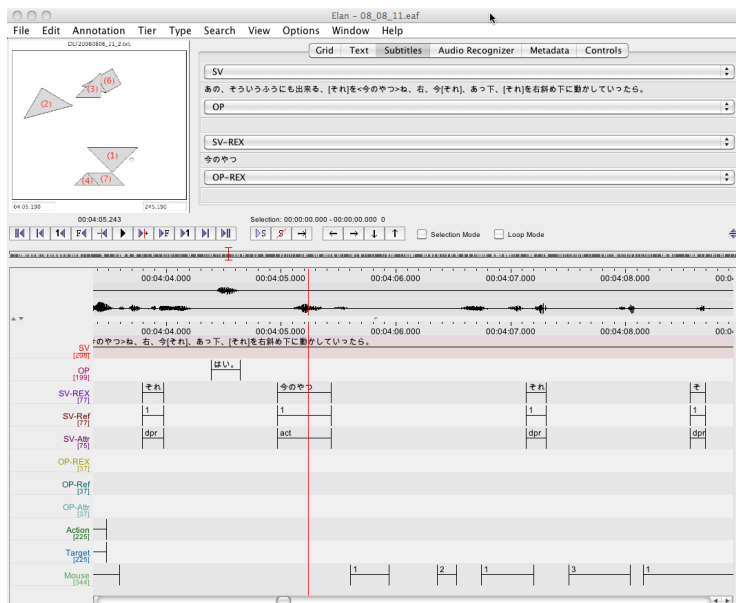 Elan - 08_08_11.eaf
File Edit Annotation Tier Type Search View Options Window Help
DEI20060806_11_2.txt
(6)
(3)
(2)
(1)
(4) (7)
04:05.190 245.190
Grid Text Subtitles Audio Recognizer Metadata Controls
SV
あの、そういうふうにも出来る、[それ]を<今のやつ>ね、右、今[それ]、あっ下、[それ]を右斜め下に動かしていったら。
OP
SV-REX
今のやつ
OP-REX
00:04:05.243 Selection: 00:00:00.000 - 00:00:00.000 0
Selection Mode Loop Mode
00:04:04.000 00:04:05.000 00:04:06.000 00:04:07.000 00:04:08.000 00:0
00:04:04.000 00:04:05.000 00:04:06.000 00:04:07.000 00:04:08.000 00:0
SV のやつ>ね、右、今[それ]、あっ下、[それ]を右斜め下に動かしていったら。
[208]
OP はい。
[199]
SV-REX それ 今のやつ それ そ
[77]
SV-Ref 1 1 1 1
[77]
SV-Attr dpr act dpr dpr
[75]
OP-REX
[37]
OP-Ref
[37]
OP-Attr
[37]
Action
[225]
Target
[225]
Mouse 1 2 1 3 1
[344]